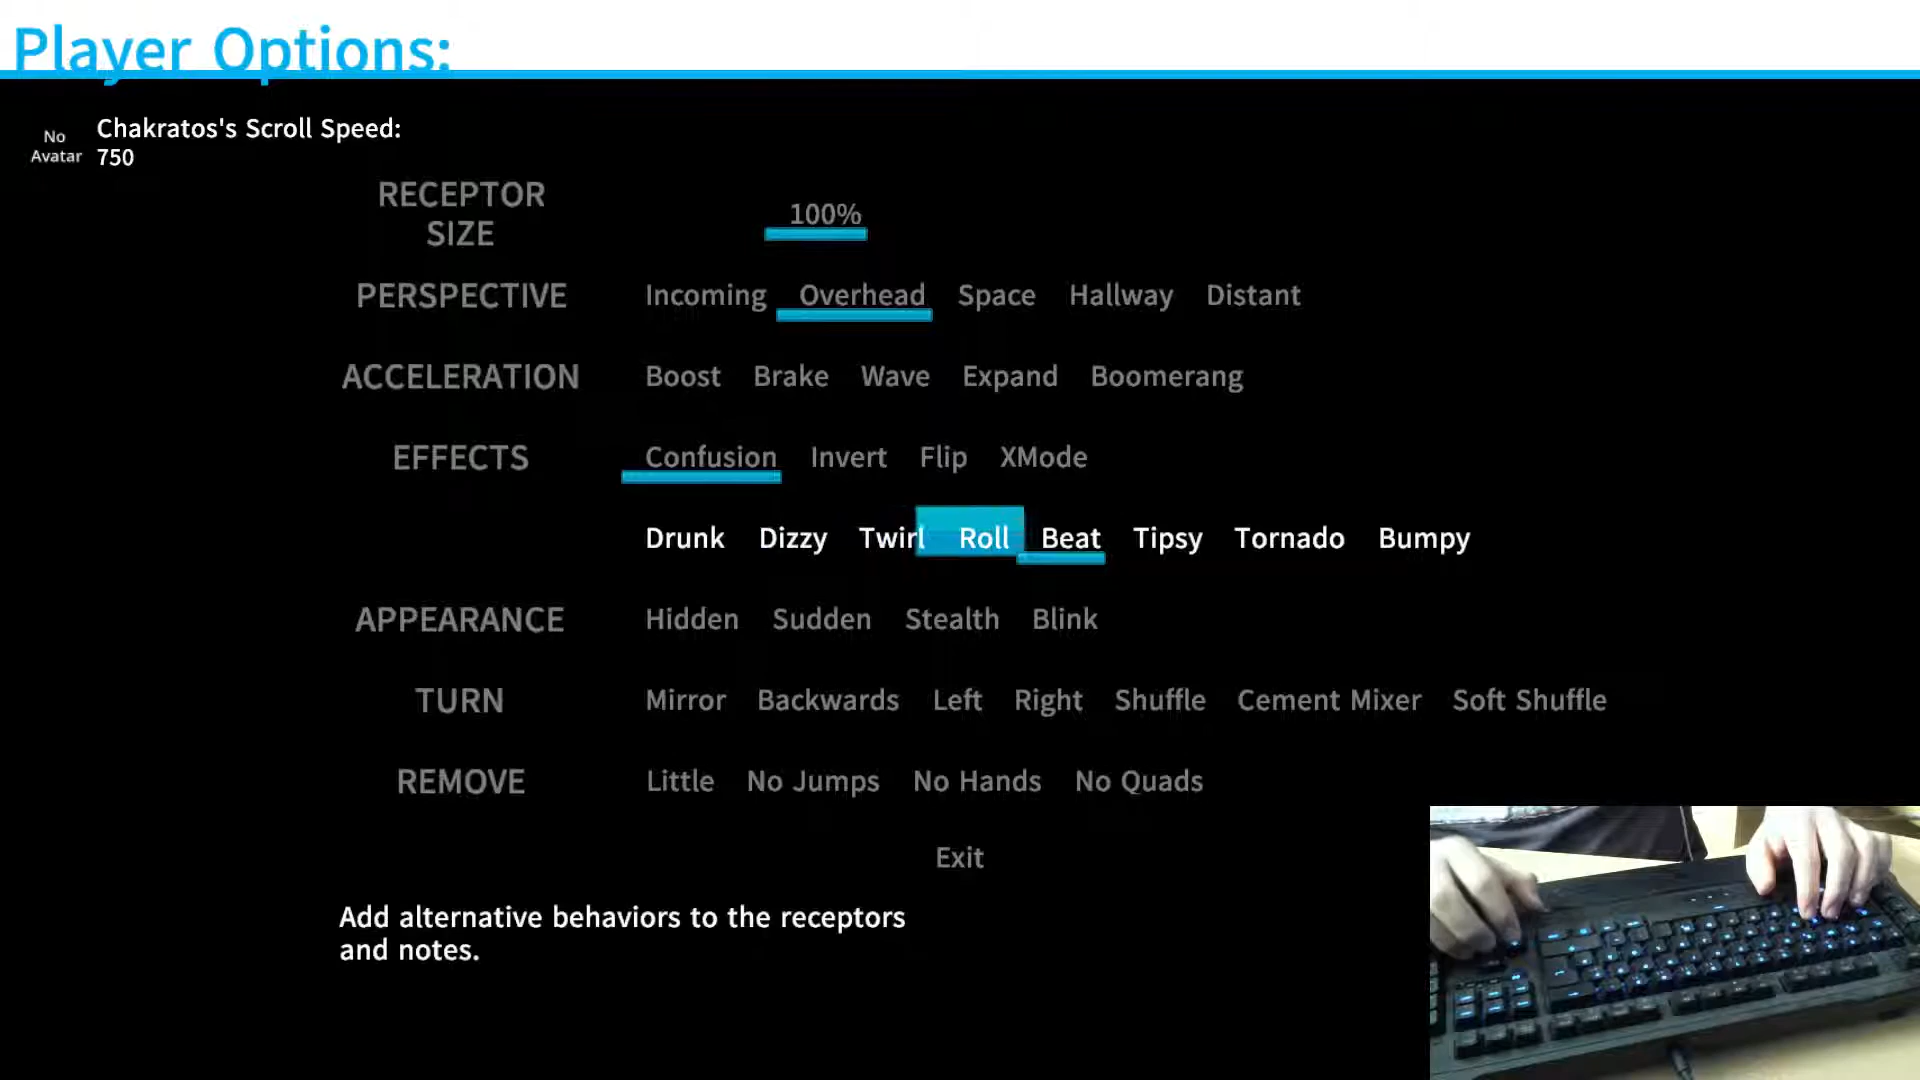 Player Options:
No
Avatar
Chakratos's Scroll Speed:
750
RECEPTOR
SIZE
100%
PERSPECTIVE
Incoming Overhead Space Hallway Distant
ACCELERATION
Boost Brake Wave Expand Boomerang
EFFECTS
Confusion Invert Flip XMode
Drunk Dizzy Twirl Roll Beat Tipsy Tornado Bumpy
APPEARANCE
Hidden Sudden Stealth Blink
TURN
Mirror Backwards Left Right Shuffle Cement Mixer Soft Shuffle
REMOVE
Little No Jumps No Hands No Quads
Exit
Add alternative behaviors to the receptors
and notes.